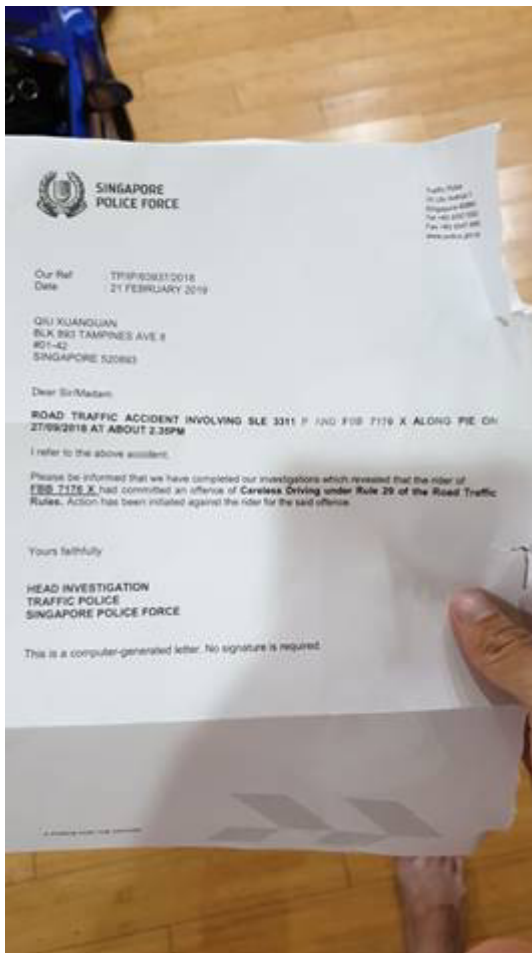 SINGAPORE
POLICE FORCE
Our Ref
Date : 21 FEBRUARY 2019
QIU XUANGUAN
BLK 893 TAMPINES AVE 8
#01-42
SINGAPORE 520893
Dear Sir/Madam
ROAD TRAFFIC ACCIDENT INVOLVING SLE 3311 P AND FBB 7176 X ALONG PIE ON
27/09/2018 AT ABOUT 2.35PM
I refer to the above accident.
Please be informed that we have completed our investigations which revealed that the rider of
FBB 7176 X had committed an offence of Careless Driving under Rule 29 of the Road Traffic
Rules. Action has been initiated against the rider for the said offence.
Yours faithfully
HEAD INVESTIGATION
TRAFFIC POLICE
SINGAPORE POLICE FORCE
This is a computer-generated letter. No signature is required.